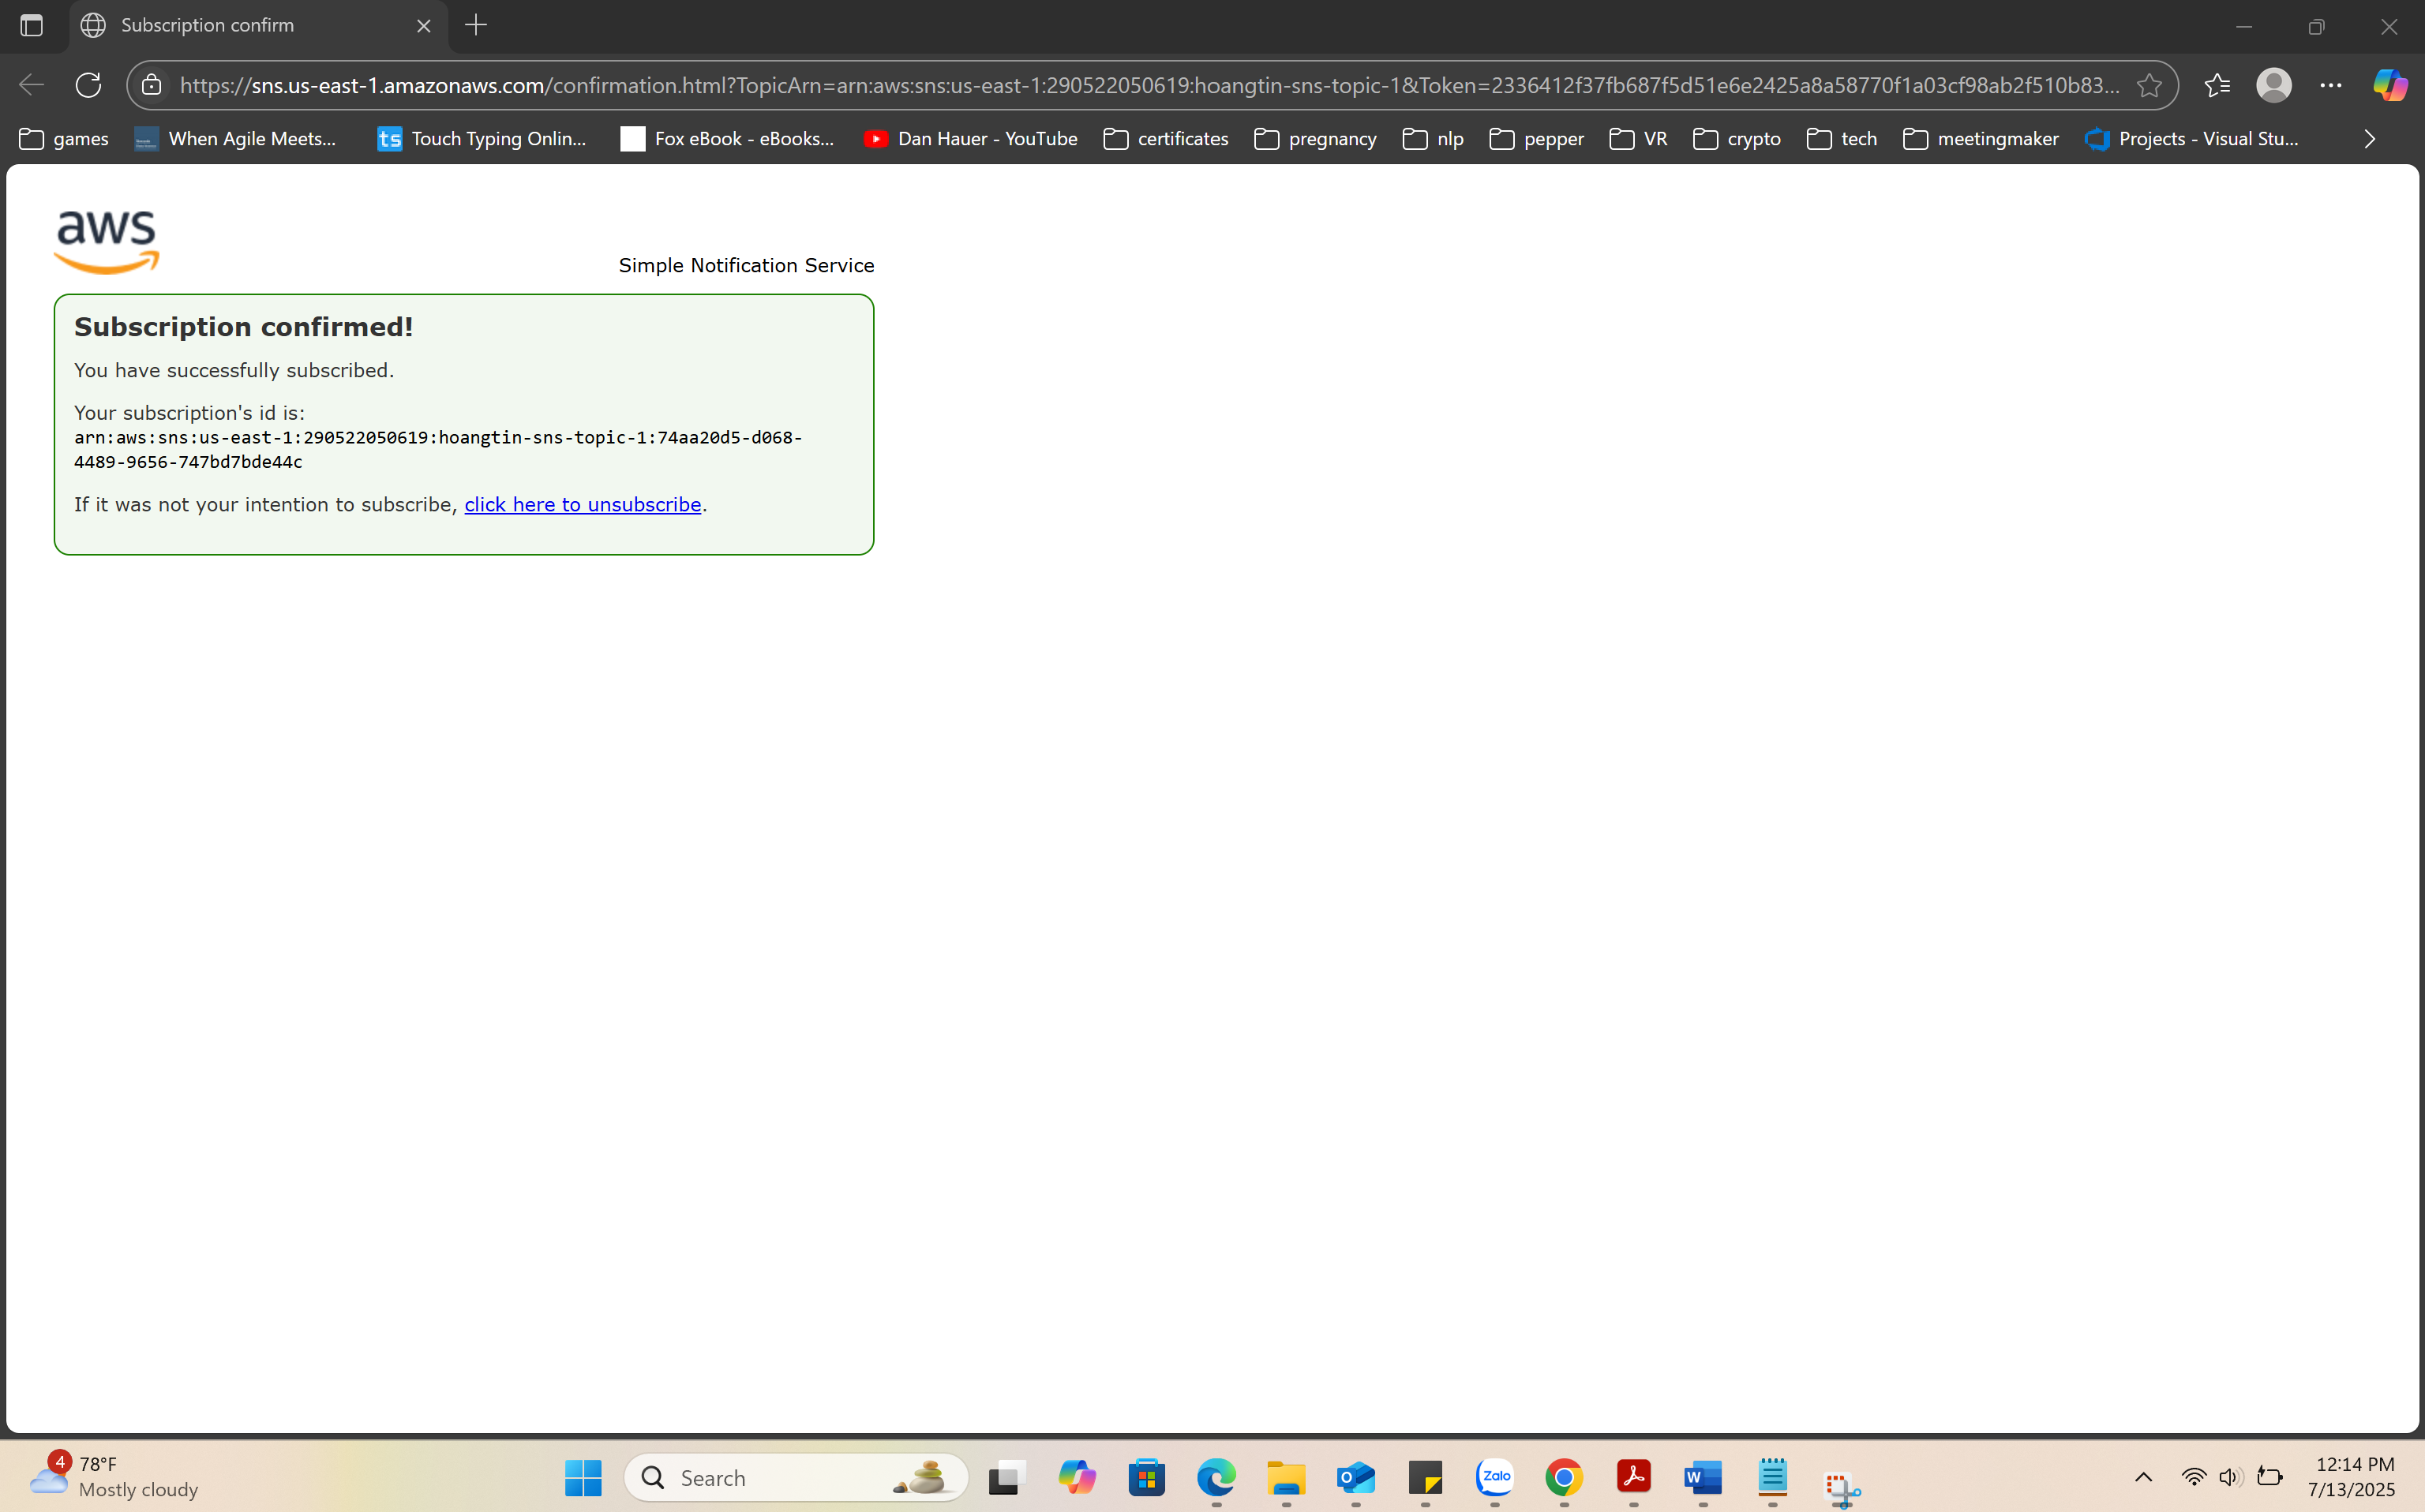 Subscription confirm
https://sns.us-east-1.amazonaws.com/confirmation.html?TopicArn=arn:aws:sns:us-east-1:290522050619:hoangtin-sns-topic-1&Token=2336412f37fb687f5d51e6e2425a8a58770f1a03cf98ab2f510b83...
games When Agile Meets... ts Touch Typing Onlin... Fox eBook - eBooks... Dan Hauer - YouTube certificates pregnancy nlp pepper VR crypto tech meetingmaker Projects - Visual Stu...
aws
Simple Notification Service
Subscription confirmed!
You have successfully subscribed.
Your subscription's id is:
arn:aws:sns:us-east-1:290522050619:hoangtin-sns-topic-1:74aa20d5-d068-
4489-9656-747bd7bde44c
If it was not your intention to subscribe, click here to unsubscribe.
4 78°F
Mostly cloudy
Search
O
Zalo
W
12:14 PM
7/13/2025